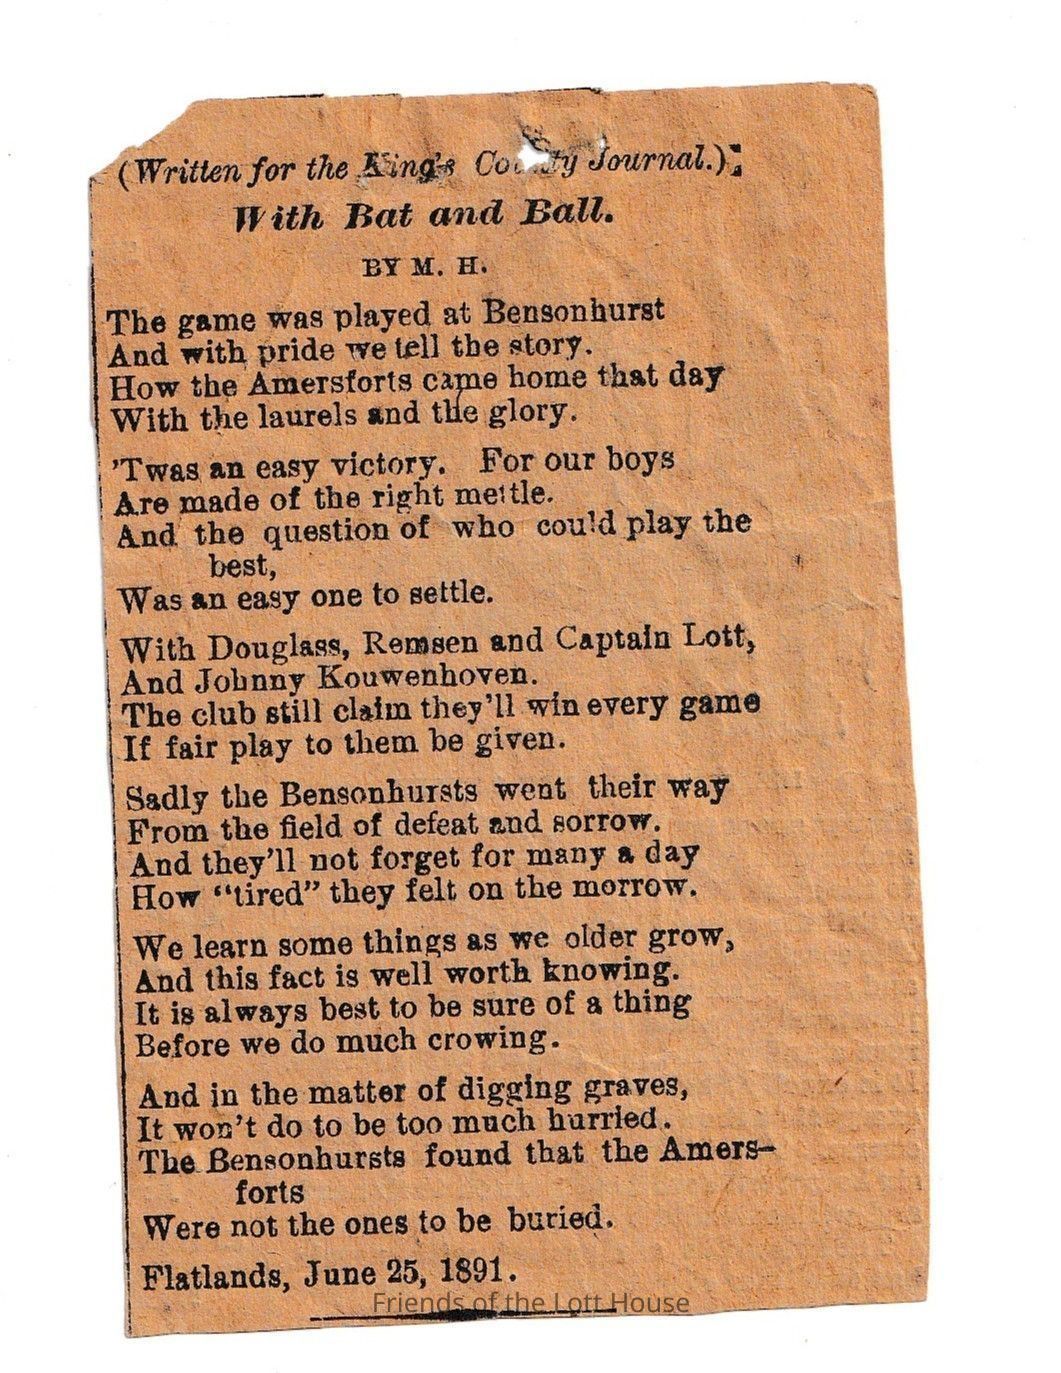 (Written for the King's County Journal.)
With Bat and Ball.
BY M. H.
The game was played at Bensonhurst
And with pride we tell the story.
How the Amersforts came home that day
With the laurels and the glory.
'Twas an easy victory. For our boys
Are made of the right mettle.
And the question of who could play the
best,
Was an easy one to settle.
With Douglass, Remsen and Captain Lott,
And Johnny Kouwenhoven.
The club still claim they'll win every game
If fair play to them be given.
Sadly the Bensonhursts went their way
From the field of defeat and sorrow.
And they'll not forget for many a day
How "tired" they felt on the morrow.
We learn some things as we older grow,
And this fact is well worth knowing.
It is always best to be sure of a thing
Before we do much crowing.
And in the matter of digging graves,
It won't do to be too much hurried.
The Bensonhursts found that the Amers-
forts
Were not the ones to be buried.
Flatlands, June 25, 1891.
Friends of the Lott House